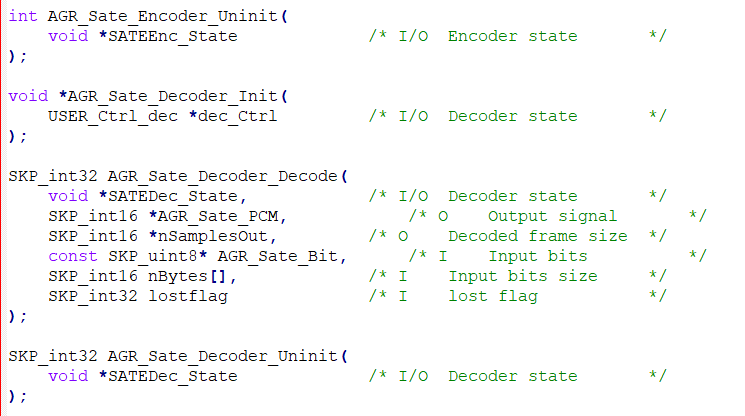 int AGR_Sate_Encoder_Uninit(
    void *SATEEnc_State             /* I/O  Encoder state       */
);

void *AGR_Sate_Decoder_Init(
    USER_Ctrl_dec *dec_Ctrl         /* I/O  Decoder state       */
);

SKP_int32 AGR_Sate_Decoder_Decode(
    void *SATEDec_State,            /* I/O  Decoder state       */
    SKP_int16 *AGR_Sate_PCM,            /* O    Output signal       */
    SKP_int16 *nSamplesOut,         /* O    Decoded frame size  */
    const SKP_uint8* AGR_Sate_Bit,      /* I    Input bits          */
    SKP_int16 nBytes[],             /* I    Input bits size     */
    SKP_int32 lostflag              /* I    lost flag           */
);

SKP_int32 AGR_Sate_Decoder_Uninit(
    void *SATEDec_State             /* I/O  Decoder state       */
);